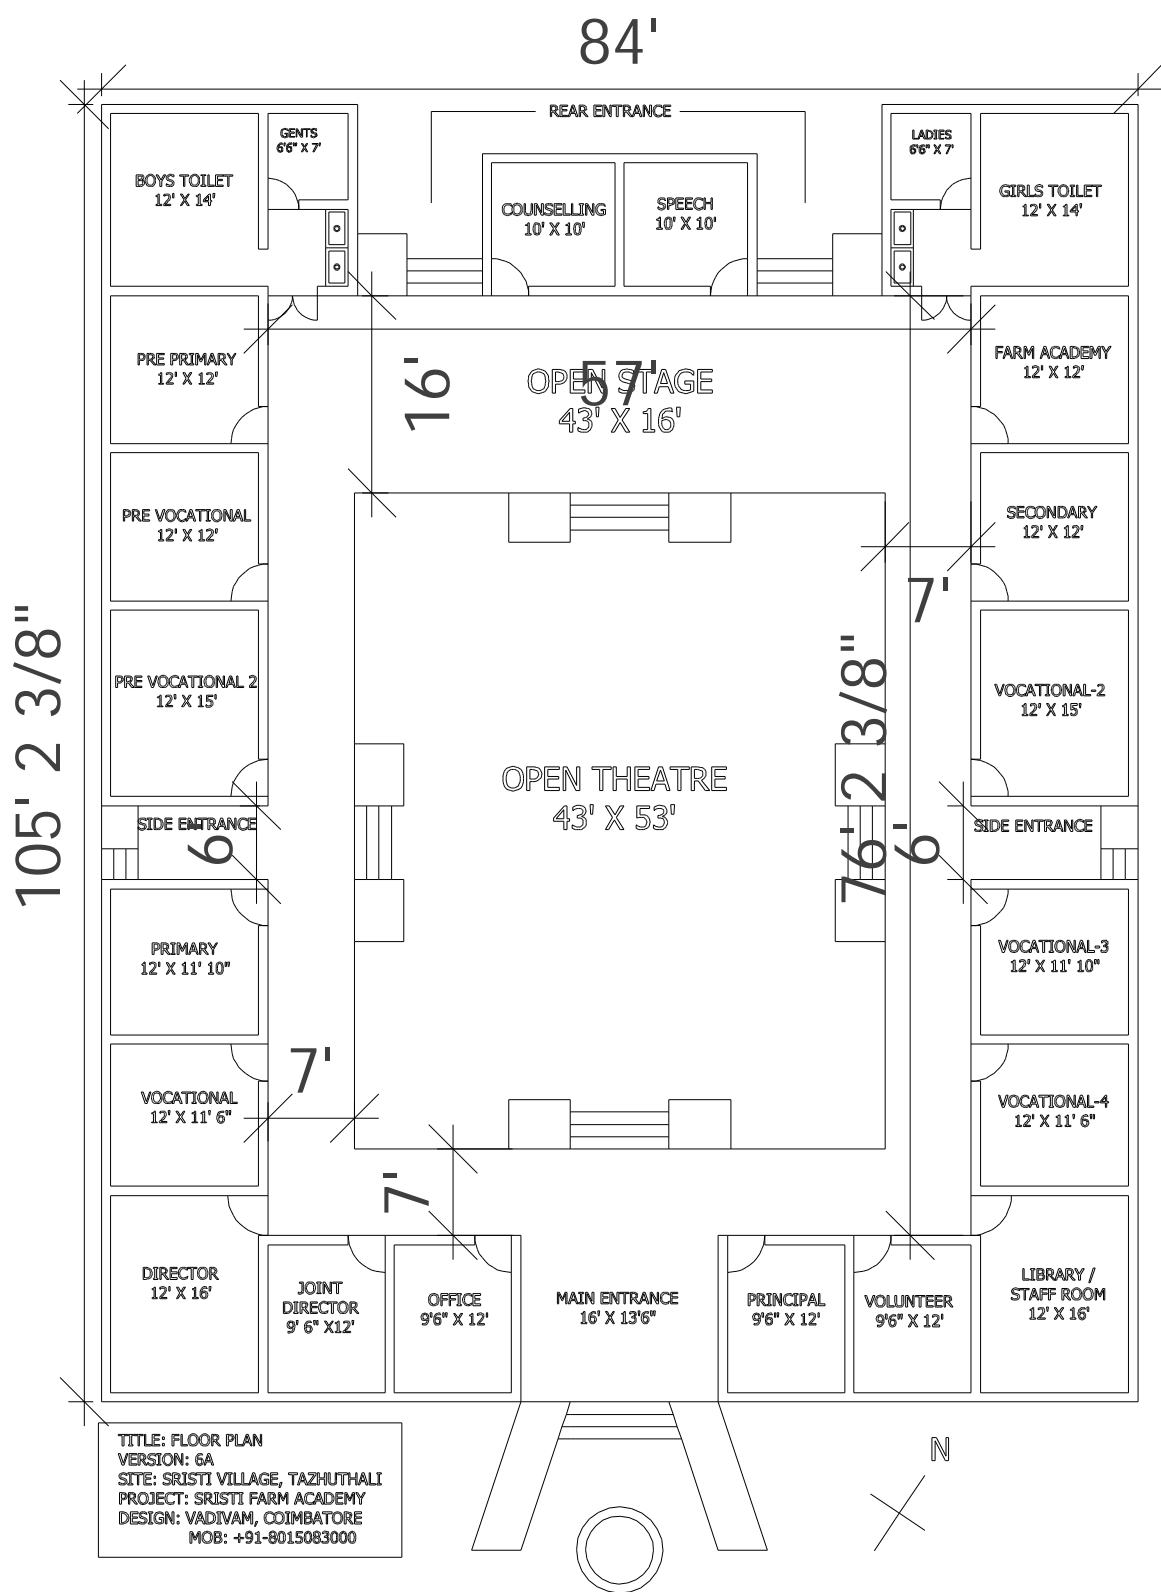 84'
REAR ENTRANCE
GENTS
6'6" X 7'
LADIES
6'6" X 7'
BOYS TOILET
12' X 14'
COUNSELLING
10' X 10'
SPEECH
10' X 10'
GIRLS TOILET
12' X 14'
PRE PRIMARY
12' X 12'
16'
OPEN STAGE
43' X 16'
57'
FARM ACADEMY
12' X 12'
PRE VOCATIONAL
12' X 12'
SECONDARY
12' X 12'
7'
105' 2 3/8"
PRE VOCATIONAL 2
12' X 15'
76' 2 3/8"
VOCATIONAL-2
12' X 15'
OPEN THEATRE
43' X 53'
SIDE ENTRANCE
6'
6'
SIDE ENTRANCE
PRIMARY
12' X 11' 10"
VOCATIONAL-3
12' X 11' 10"
7'
VOCATIONAL
12' X 11' 6"
VOCATIONAL-4
12' X 11' 6"
7'
DIRECTOR
12' X 16'
JOINT
DIRECTOR
9' 6" X12'
OFFICE
9'6" X 12'
MAIN ENTRANCE
16' X 13'6"
PRINCIPAL
9'6" X 12'
VOLUNTEER
9'6" X 12'
LIBRARY /
STAFF ROOM
12' X 16'
TITLE: FLOOR PLAN
VERSION: 6A
SITE: SRISTI VILLAGE, TAZHUTHALI
PROJECT: SRISTI FARM ACADEMY
DESIGN: VADIVAM, COIMBATORE
MOB: +91-8015083000
N